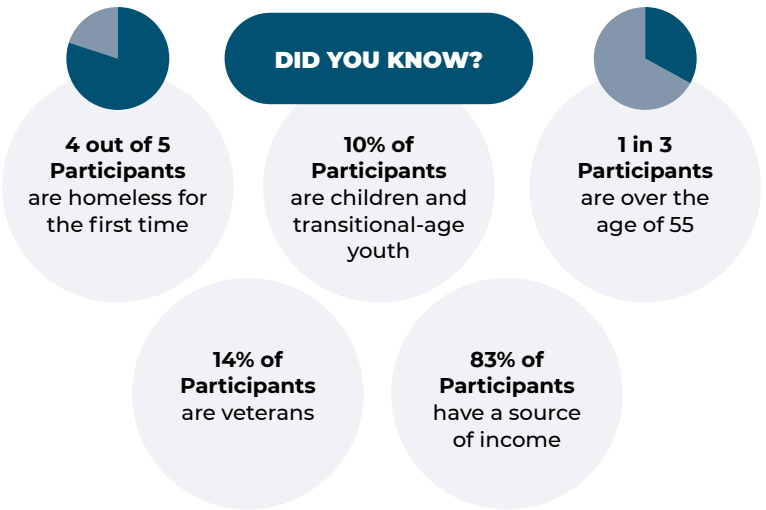 DID YOU KNOW?
4 out of 5
Participants
are homeless for
the first time
10% of
Participants
are children and
transitional-age
youth
1 in 3
Participants
are over the
age of 55
14% of
Participants
are veterans
83% of
Participants
have a source
of income